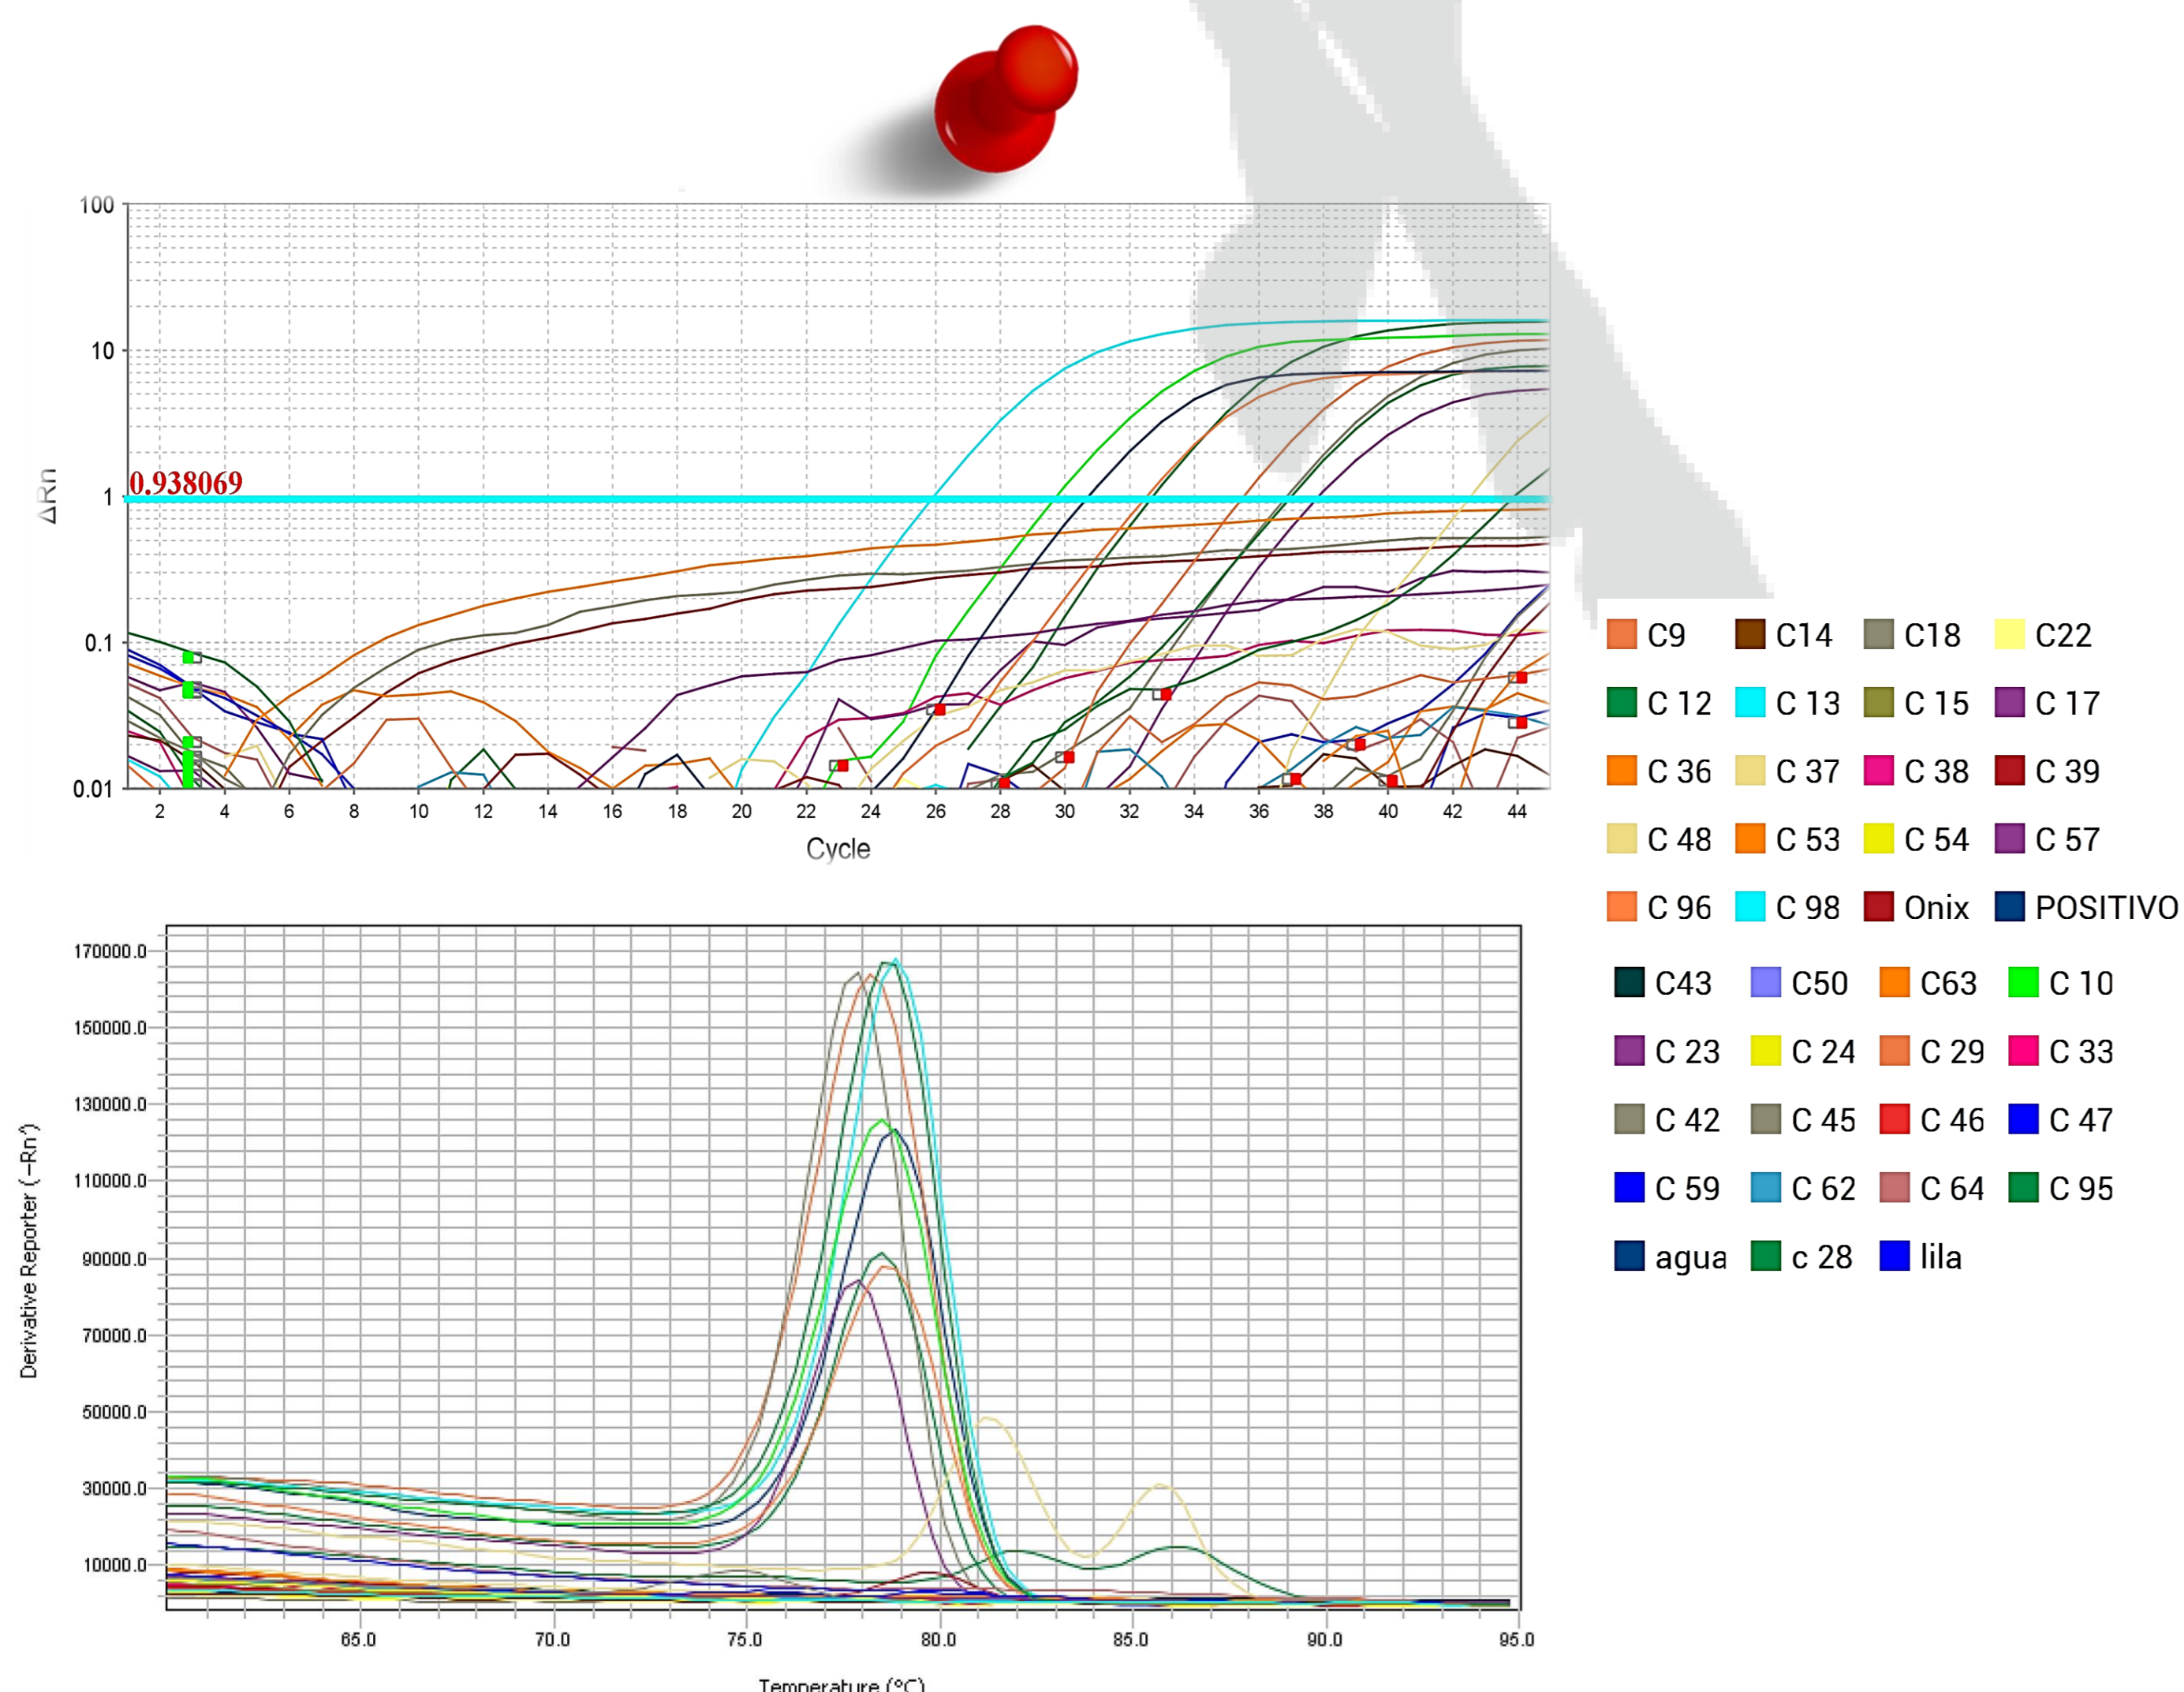 100
10
1
0.1
0.01
0.938069
ΔRn
2 4 6 8 10 12 14 16 18 20 22 24 26 28 30 32 34 36 38 40 42 44
Cycle
C9 C14 C18 C22
C 12 C 13 C 15 C 17
C 36 C 37 C 38 C 39
C 48 C 53 C 54 C 57
C 96 C 98 Onix POSITIVO
C43 C50 C63 C 10
C 23 C 24 C 29 C 33
C 42 C 45 C 46 C 47
C 59 C 62 C 64 C 95
agua c 28 lila
170000.0
150000.0
130000.0
110000.0
90000.0
70000.0
50000.0
30000.0
10000.0
Derivative Reporter (−Rn')
65.0 70.0 75.0 80.0 85.0 90.0 95.0
Temperature (°C)